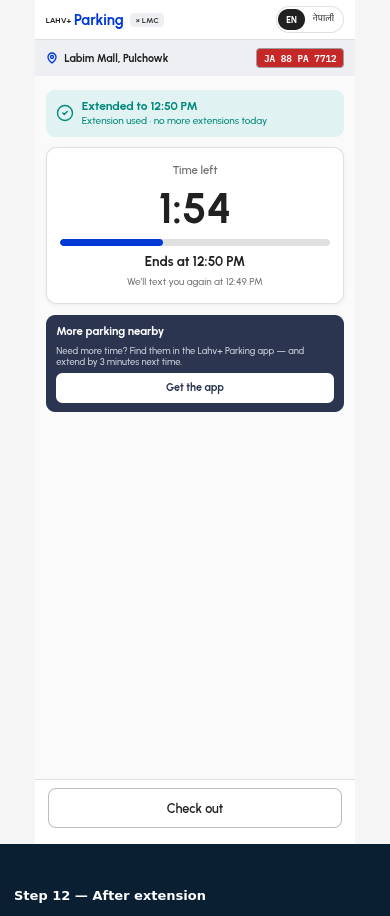 LAHV+ Parking × LMC EN नेपाली
Labim Mall, Pulchowk JA 88 PA 7712
Extended to 12:50 PM
Extension used · no more extensions today
Time left
1:54
Ends at 12:50 PM
We'll text you again at 12:49 PM
More parking nearby
Need more time? Find them in the Lahv+ Parking app — and
extend by 3 minutes next time.
Get the app
Check out
Step 12 — After extension